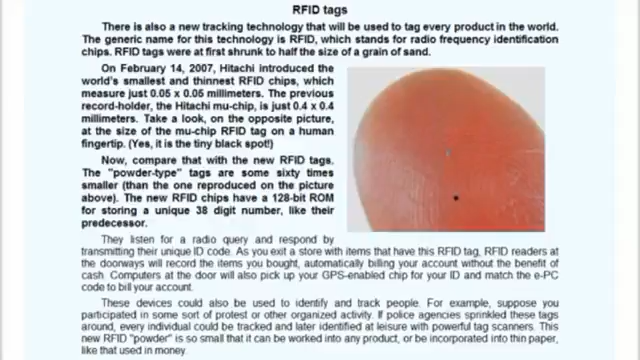 RFID tags
There is also a new tracking technology that will be used to tag every product in the world.
The generic name for this technology is RFID, which stands for radio frequency identification
chips. RFID tags were at first shrunk to half the size of a grain of sand.
On February 14, 2007, Hitachi introduced the
world's smallest and thinnest RFID chips, which
measure just 0.05 x 0.05 millimeters. The previous
record-holder, the Hitachi mu-chip, is just 0.4 x 0.4
millimeters. Take a look, on the opposite picture,
at the size of the mu-chip RFID tag on a human
fingertip. (Yes, it is the tiny black spot!)
Now, compare that with the new RFID tags.
The "powder-type" tags are some sixty times
smaller (than the one reproduced on the picture
above). The new RFID chips have a 128-bit ROM
for storing a unique 38 digit number, like their
predecessor.
They listen for a radio query and respond by
transmitting their unique ID code. As you exit a store with items that have this RFID tag, RFID readers at
the doorways will record the items you bought, automatically billing your account without the benefit of
cash. Computers at the door will also pick up your GPS-enabled chip for your ID and match the e-PC
code to bill your account.
These devices could also be used to identify and track people. For example, suppose you
participated in some sort of protest or other organized activity. If police agencies sprinkled these tags
around, every individual could be tracked and later identified at leisure with powerful tag scanners. This
new RFID "powder" is so small that it can be worked into any product, or be incorporated into thin paper,
like that used in money.